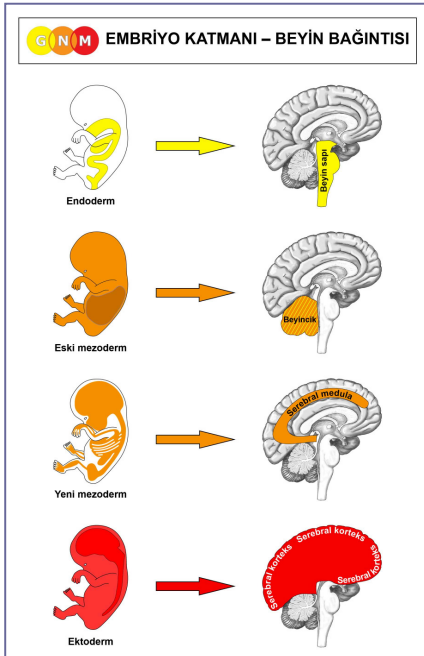 GNM EMBRİYO KATMANI – BEYİN BAĞINTISI
Endoderm
Beyin sapı
Eski mezoderm
Beyincik
Yeni mezoderm
Serebral medula
Ektoderm
Serebral korteks
Serebral korteks
Serebral korteks
Serebral korteks